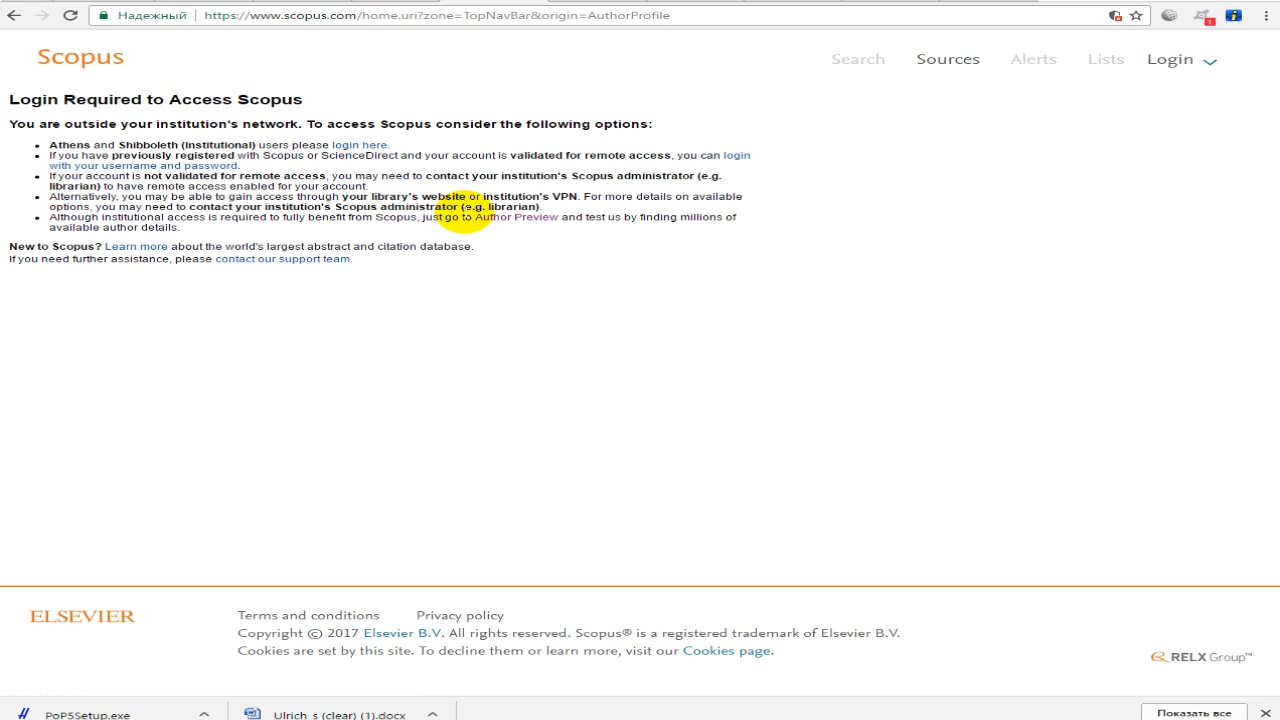 Надежный https://www.scopus.com/home.uri?zone=TopNavBar&origin=AuthorProfile
Scopus Search Sources Alerts Lists Login
Login Required to Access Scopus
You are outside your institution's network. To access Scopus consider the following options:
Athens and Shibboleth (Institutional) users please login here.
If you have previously registered with Scopus or ScienceDirect and your account is validated for remote access, you can login
with your username and password.
If your account is not validated for remote access, you may need to contact your institution's Scopus administrator (e.g.
librarian) to have remote access enabled for your account.
Alternatively, you may be able to gain access through your library's website or institution's VPN. For more details on available
options, you may need to contact your institution's Scopus administrator (e.g. librarian).
Although institutional access is required to fully benefit from Scopus, just go to Author Preview and test us by finding millions of
available author details.
New to Scopus? Learn more about the world's largest abstract and citation database.
If you need further assistance, please contact our support team.
ELSEVIER Terms and conditions Privacy policy
Copyright © 2017 Elsevier B.V. All rights reserved. Scopus® is a registered trademark of Elsevier B.V.
Cookies are set by this site. To decline them or learn more, visit our Cookies page.
RELX Group™
PoP5Setup.exe Ulrich_s (clear) (1).docx Показать все